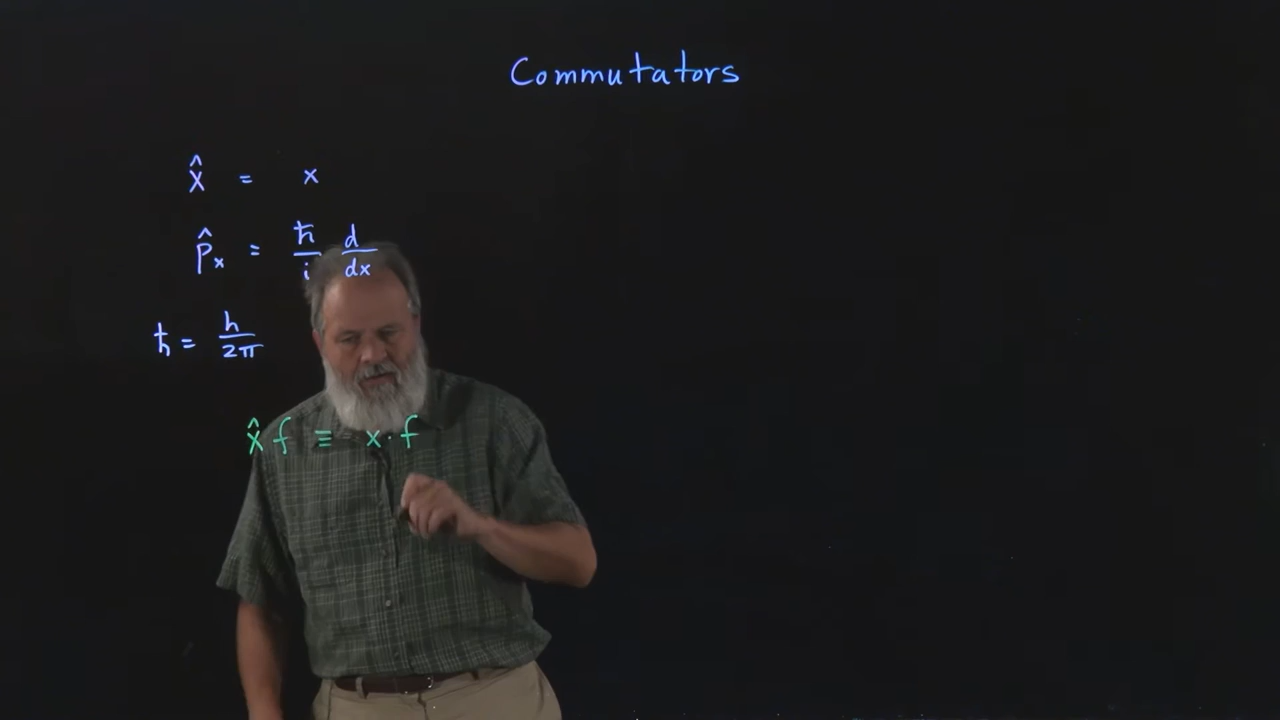 Commutators
x̂ = x
p̂ₓ = ħ/i d/dx
ħ = h/2π
x̂ f ≡ x · f